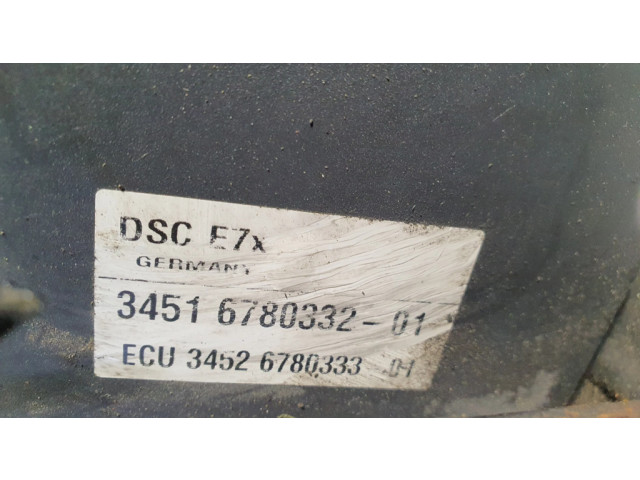 DSC E7x
GERMANY
3451 6780332-01
ECU 3452 6780333 01